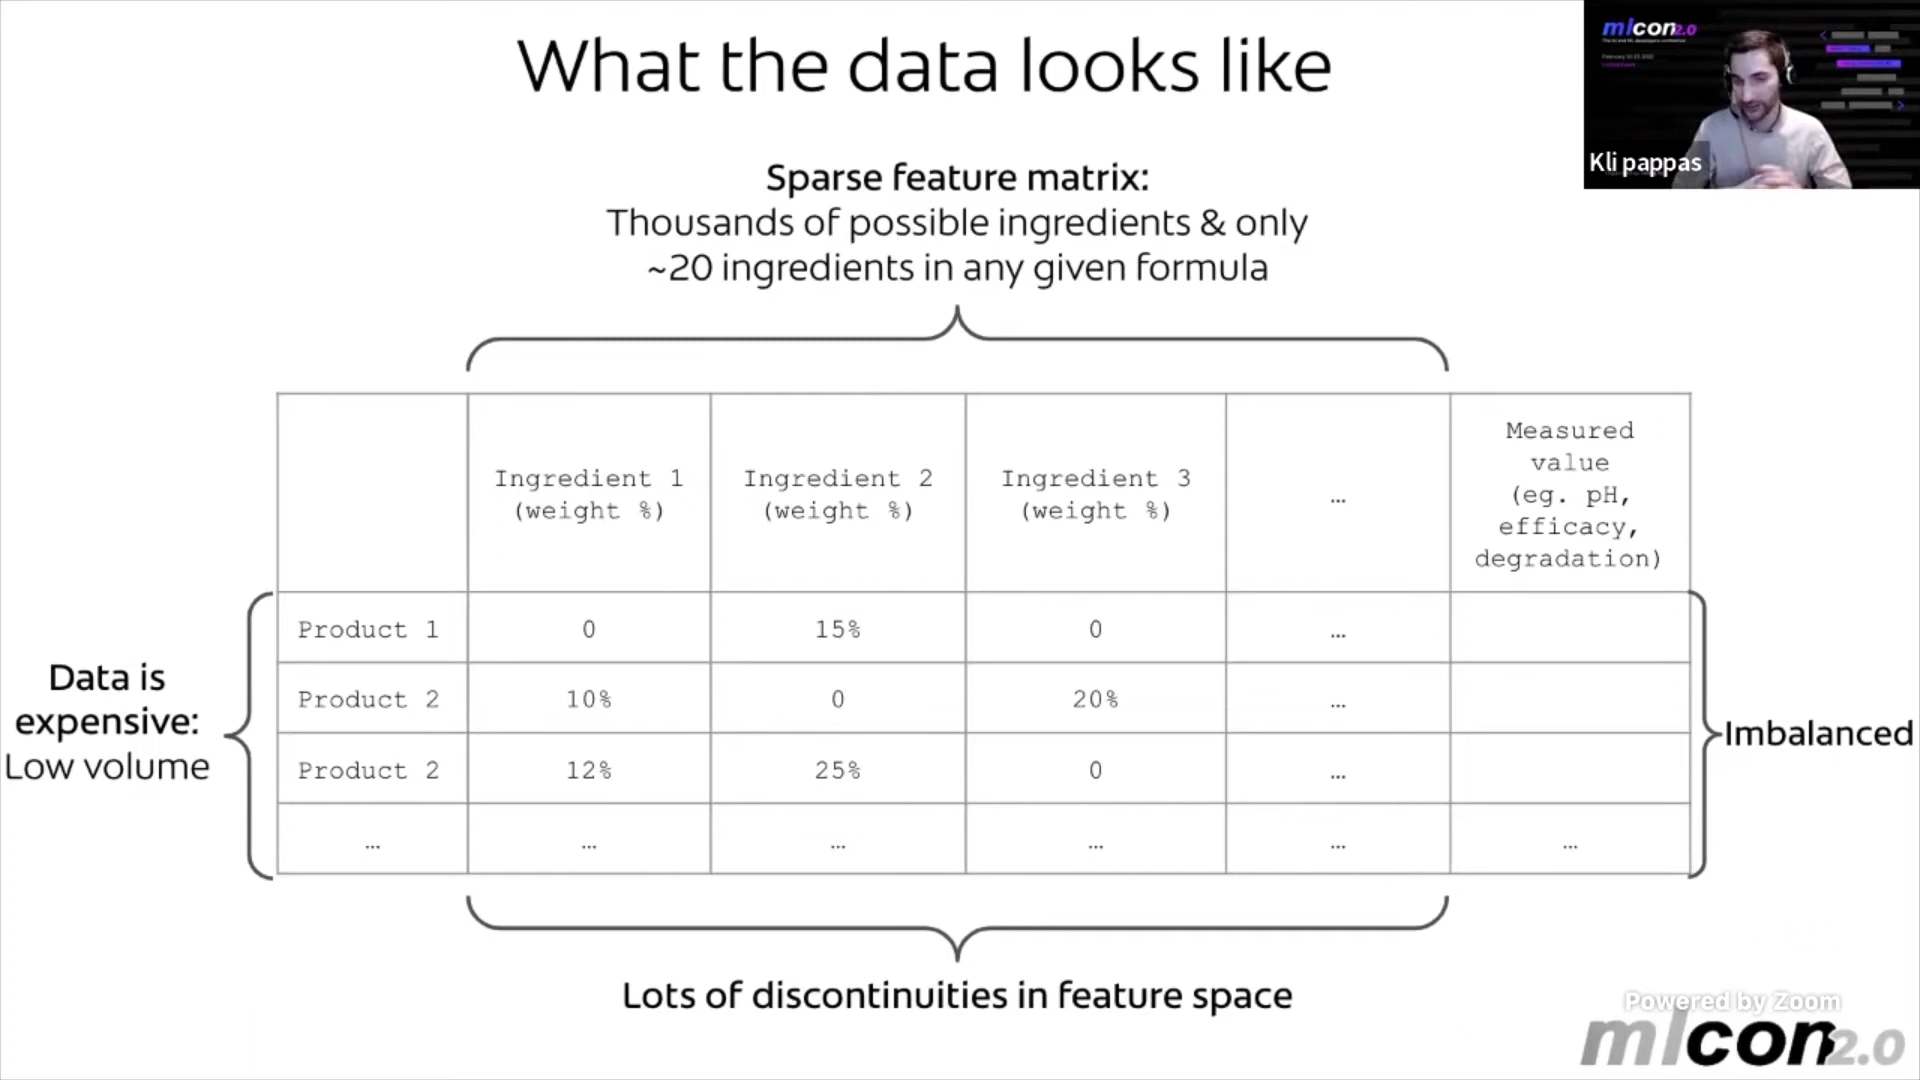 What the data looks like
mlcon2.0
Kli pappas
Sparse feature matrix:
Thousands of possible ingredients & only
~20 ingredients in any given formula
Ingredient 1
(weight %)
Ingredient 2
(weight %)
Ingredient 3
(weight %)
...
Measured
value
(eg. pH,
efficacy,
degradation)
Product 1 0 15% 0 ...
Product 2 10% 0 20% ...
Product 2 12% 25% 0 ...
... ... ... ... ... ...
Data is
expensive:
Low volume
Imbalanced
Lots of discontinuities in feature space
Powered by Zoom
mlcon2.0